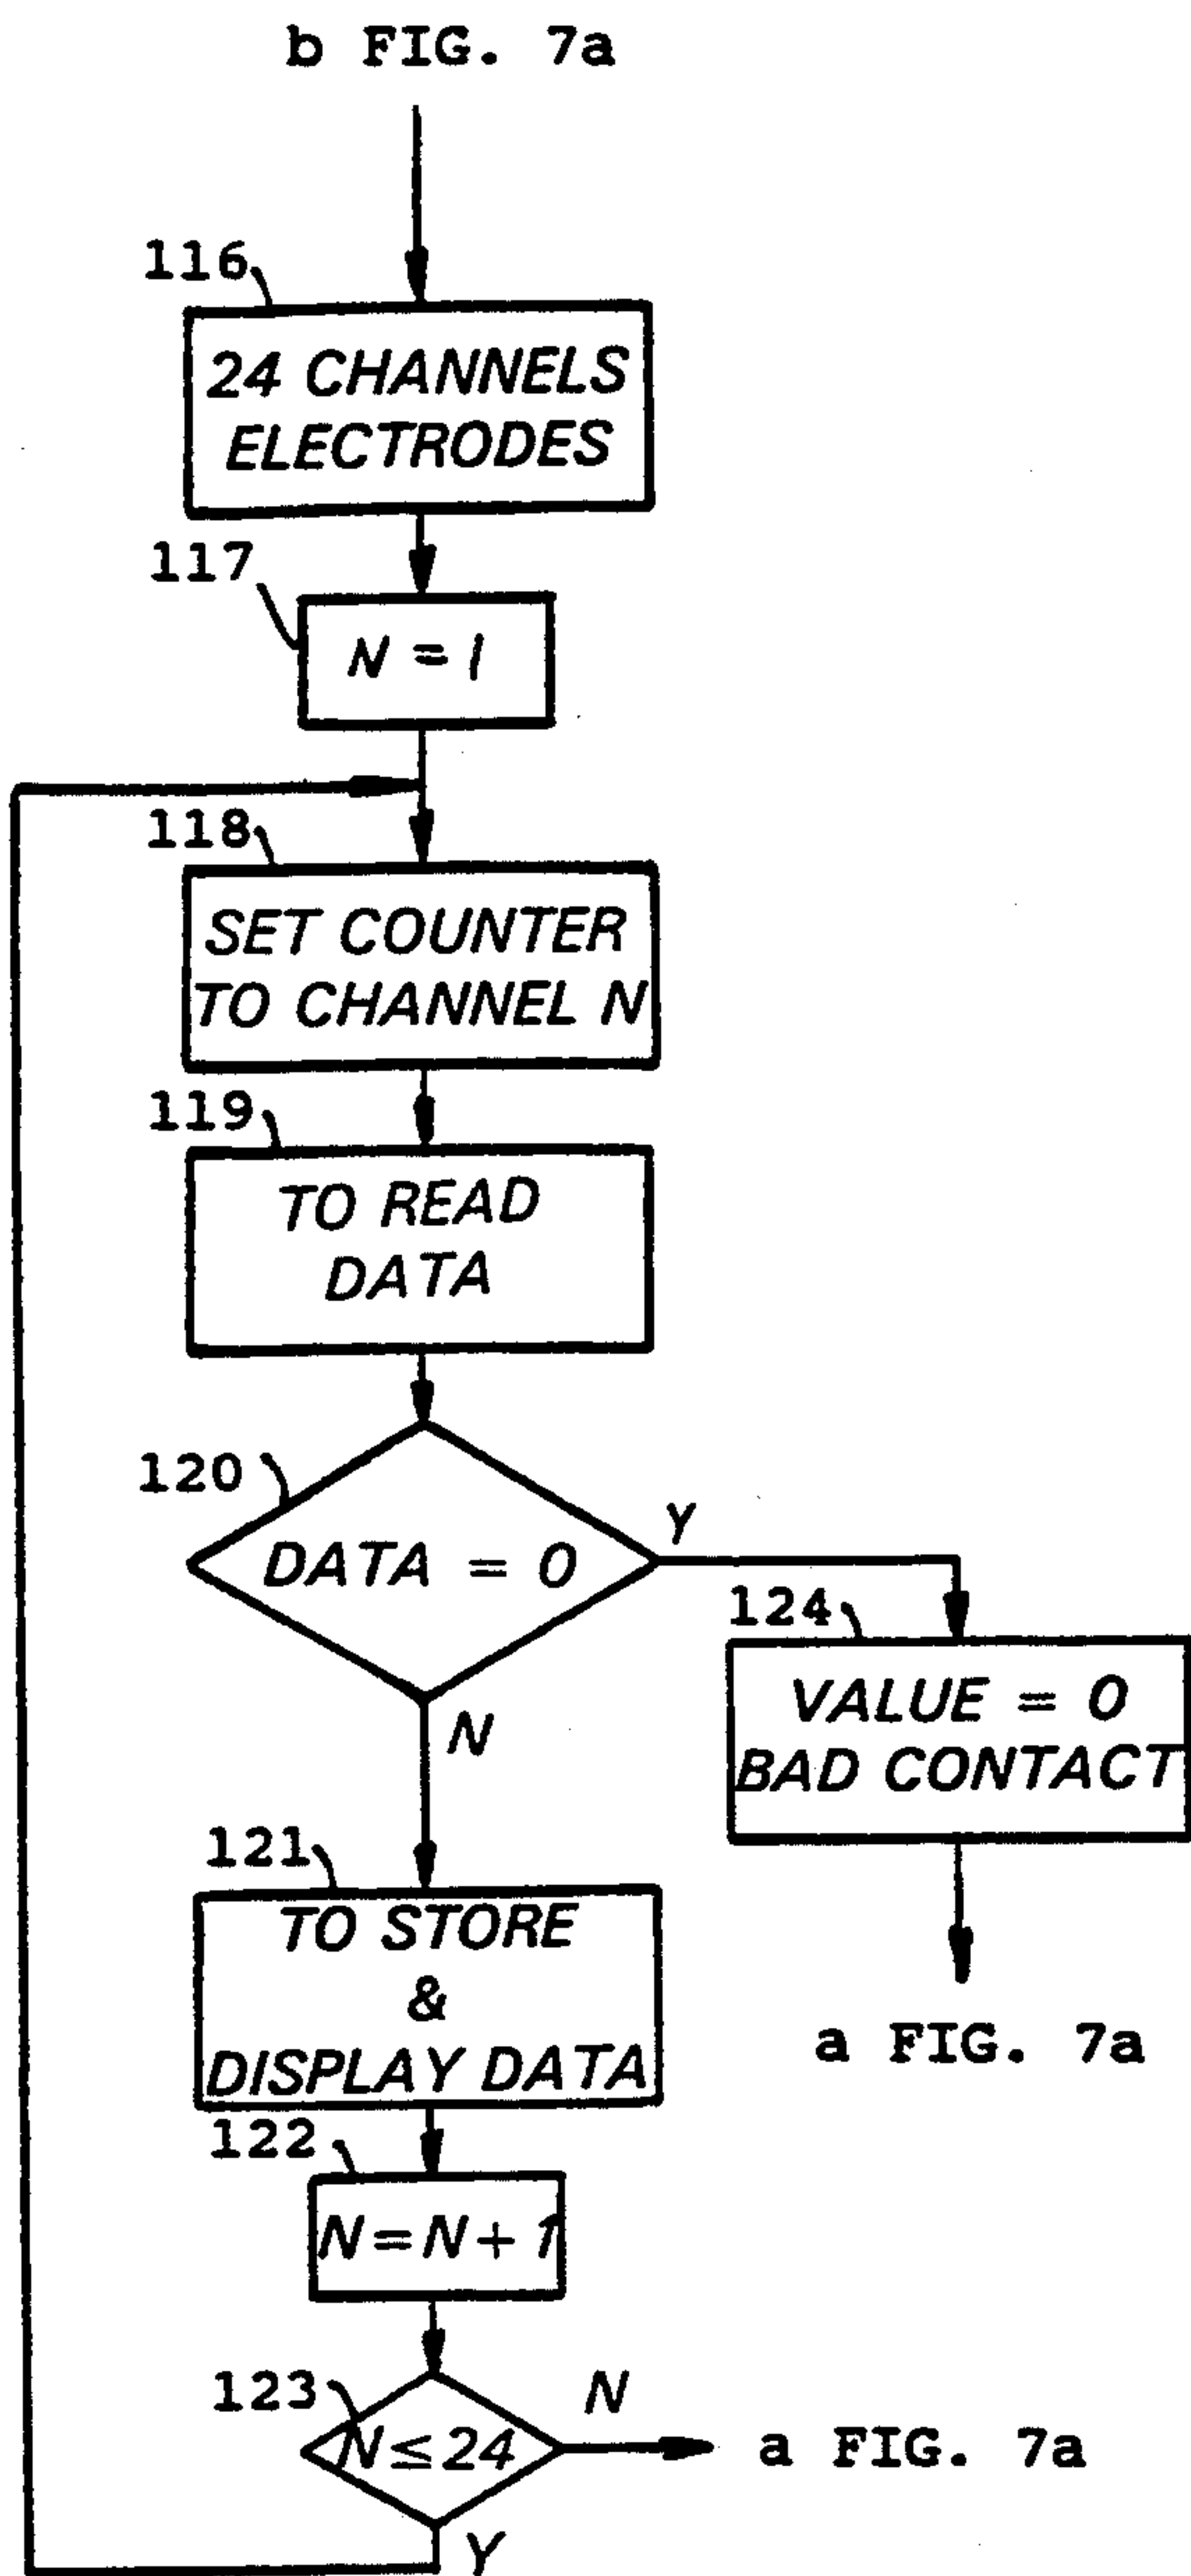 b FIG. 7a
116
24 CHANNELS
ELECTRODES
117
N = 1
118
SET COUNTER
TO CHANNEL N
119
TO READ
DATA
120
DATA = 0
Y
124
VALUE = 0
BAD CONTACT
N
121
TO STORE
&
DISPLAY DATA
a FIG. 7a
122
N = N + 1
123
N ≤ 24
N
a FIG. 7a
Y